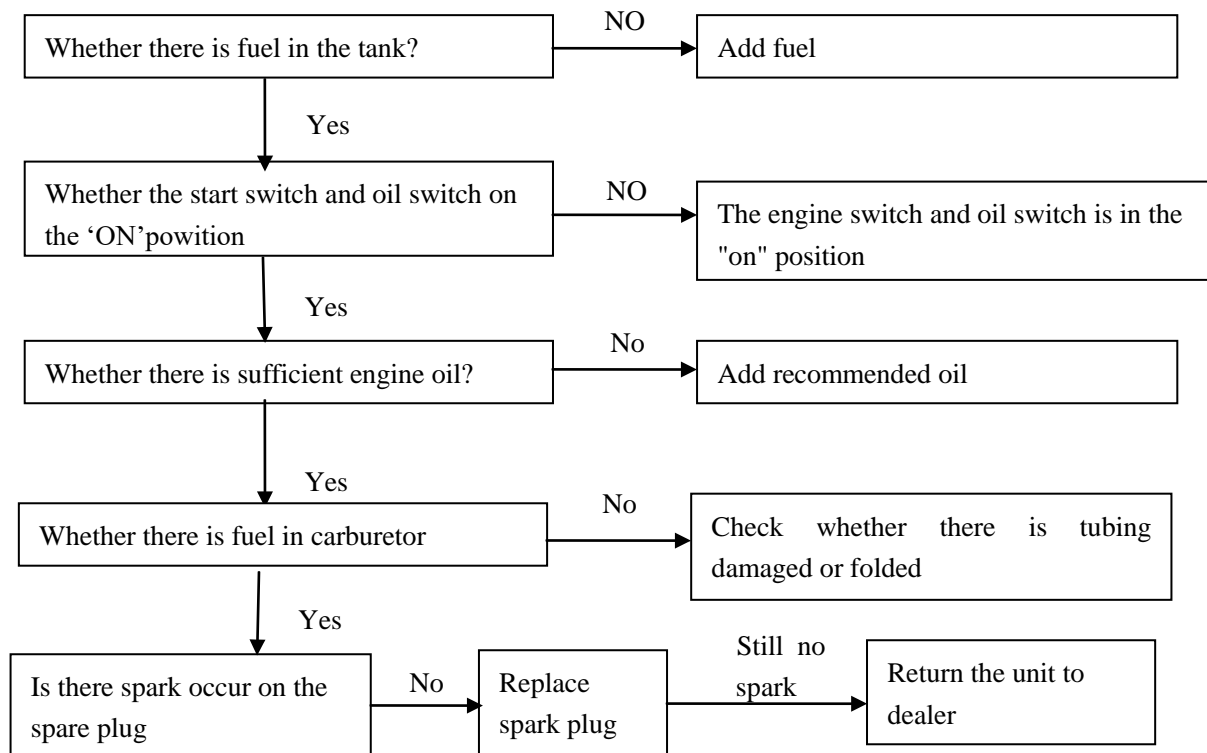 NO
Whether there is fuel in the tank?
Add fuel
Yes
Whether the start switch and oil switch on
the ‘ON’powition
NO
The engine switch and oil switch is in the
"on" position
Yes
Whether there is sufficient engine oil?
No
Add recommended oil
Yes
Whether there is fuel in carburetor
No
Check whether there is tubing
damaged or folded
Yes
Is there spark occur on the
spare plug
No
Replace
spark plug
Still no
spark
Return the unit to
dealer